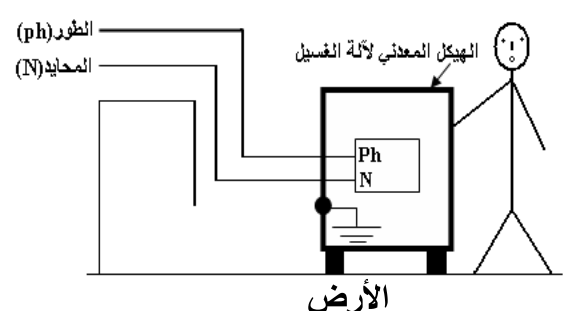 الطور(ph)
المحايد(N)
الهيكل المعدني لآلة الغسيل
Ph
N
الأرض